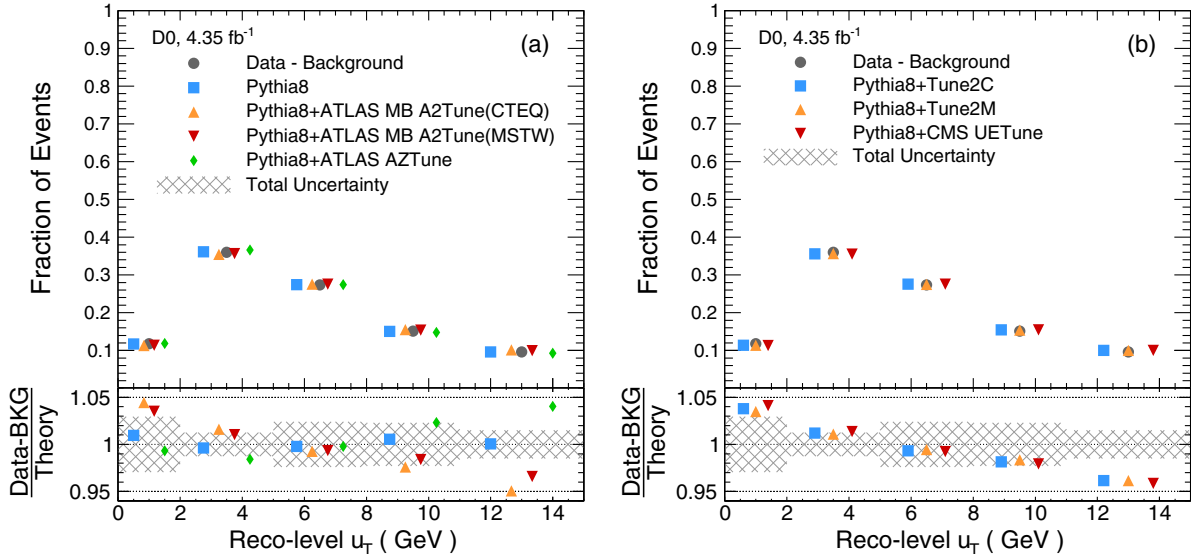 1
0.9
0.8
0.7
0.6
0.5
0.4
0.3
0.2
0.1
Fraction of Events
D0, 4.35 fb⁻¹
(a)
Data - Background
Pythia8
Pythia8+ATLAS MB A2Tune(CTEQ)
Pythia8+ATLAS MB A2Tune(MSTW)
Pythia8+ATLAS AZTune
Total Uncertainty
1.05
1
0.95
Data-BKG
Theory
0 2 4 6 8 10 12 14
Reco-level u_T ( GeV )
1
0.9
0.8
0.7
0.6
0.5
0.4
0.3
0.2
0.1
Fraction of Events
D0, 4.35 fb⁻¹
(b)
Data - Background
Pythia8+Tune2C
Pythia8+Tune2M
Pythia8+CMS UETune
Total Uncertainty
1.05
1
0.95
Data-BKG
Theory
0 2 4 6 8 10 12 14
Reco-level u_T ( GeV )